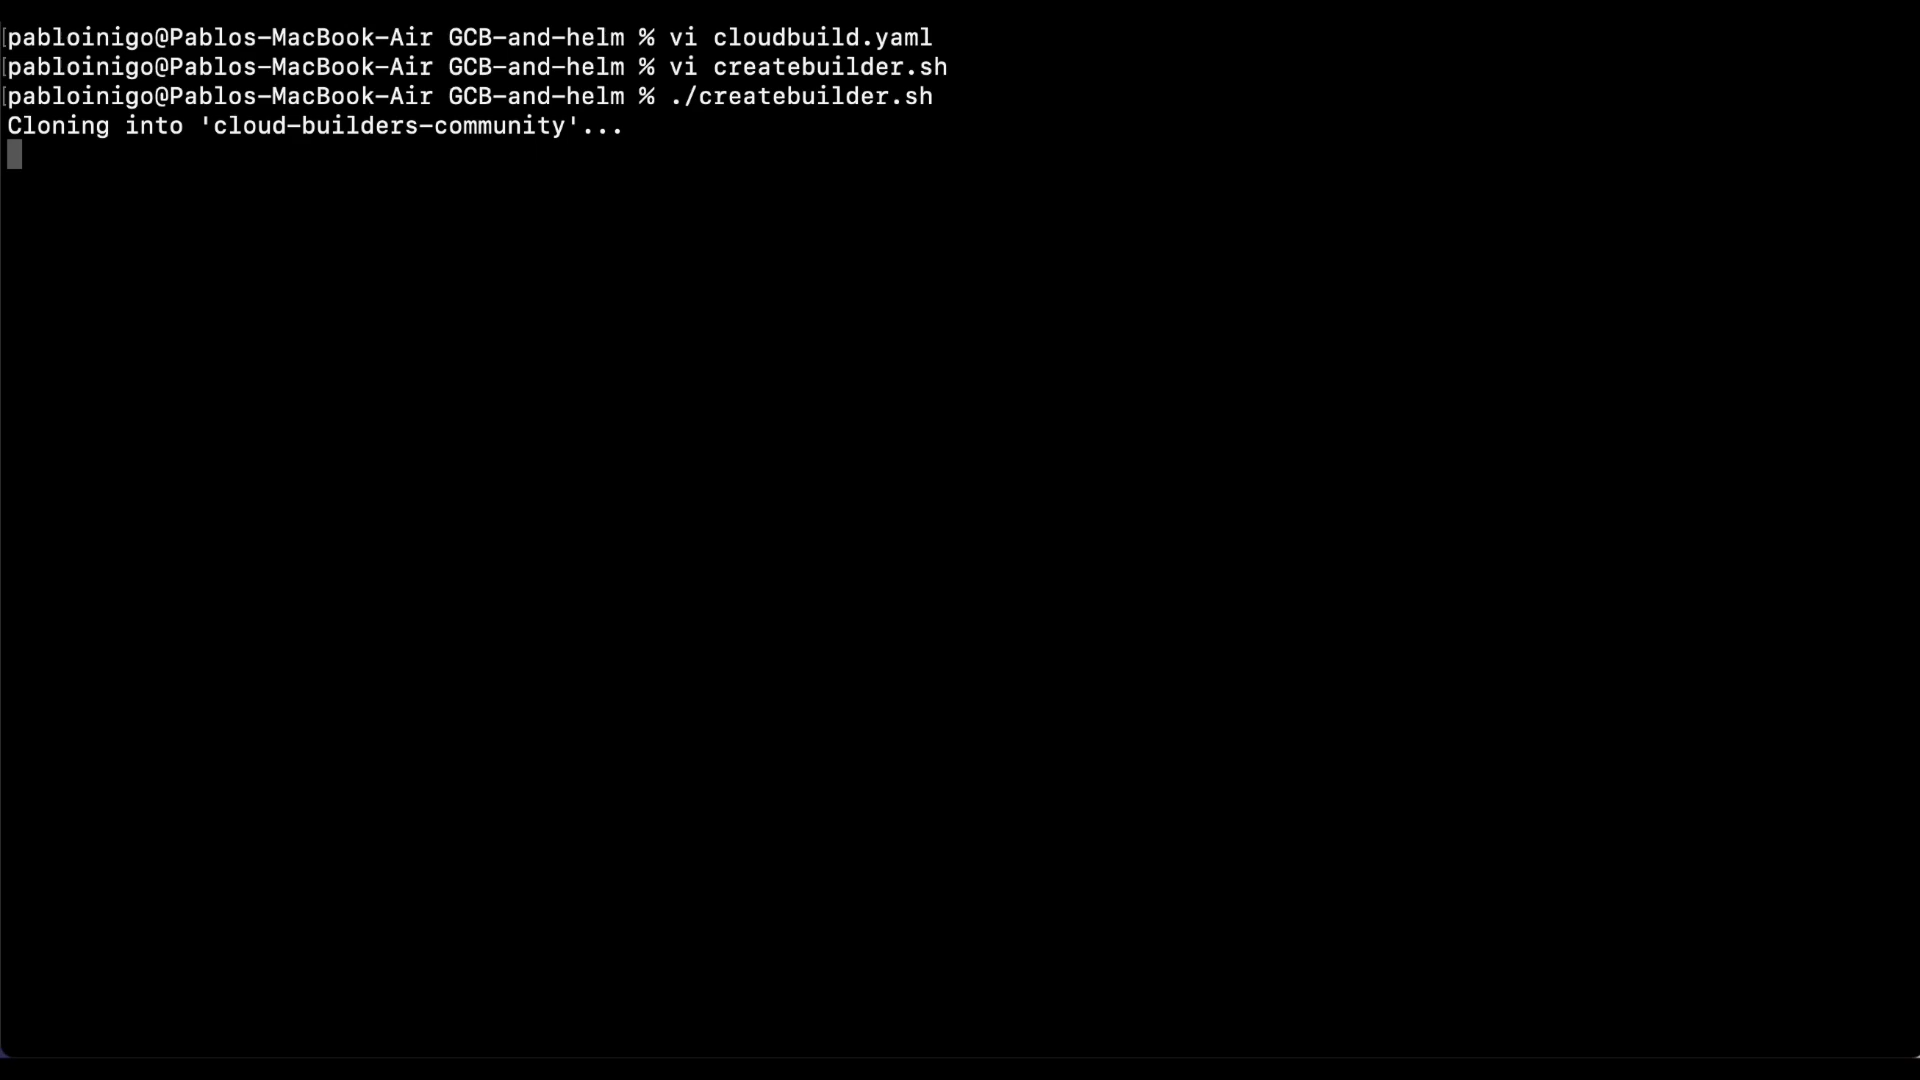 pabloinigo@Pablos-MacBook-Air GCB-and-helm % vi cloudbuild.yaml
pabloinigo@Pablos-MacBook-Air GCB-and-helm % vi createbuilder.sh
pabloinigo@Pablos-MacBook-Air GCB-and-helm % ./createbuilder.sh
Cloning into 'cloud-builders-community'...